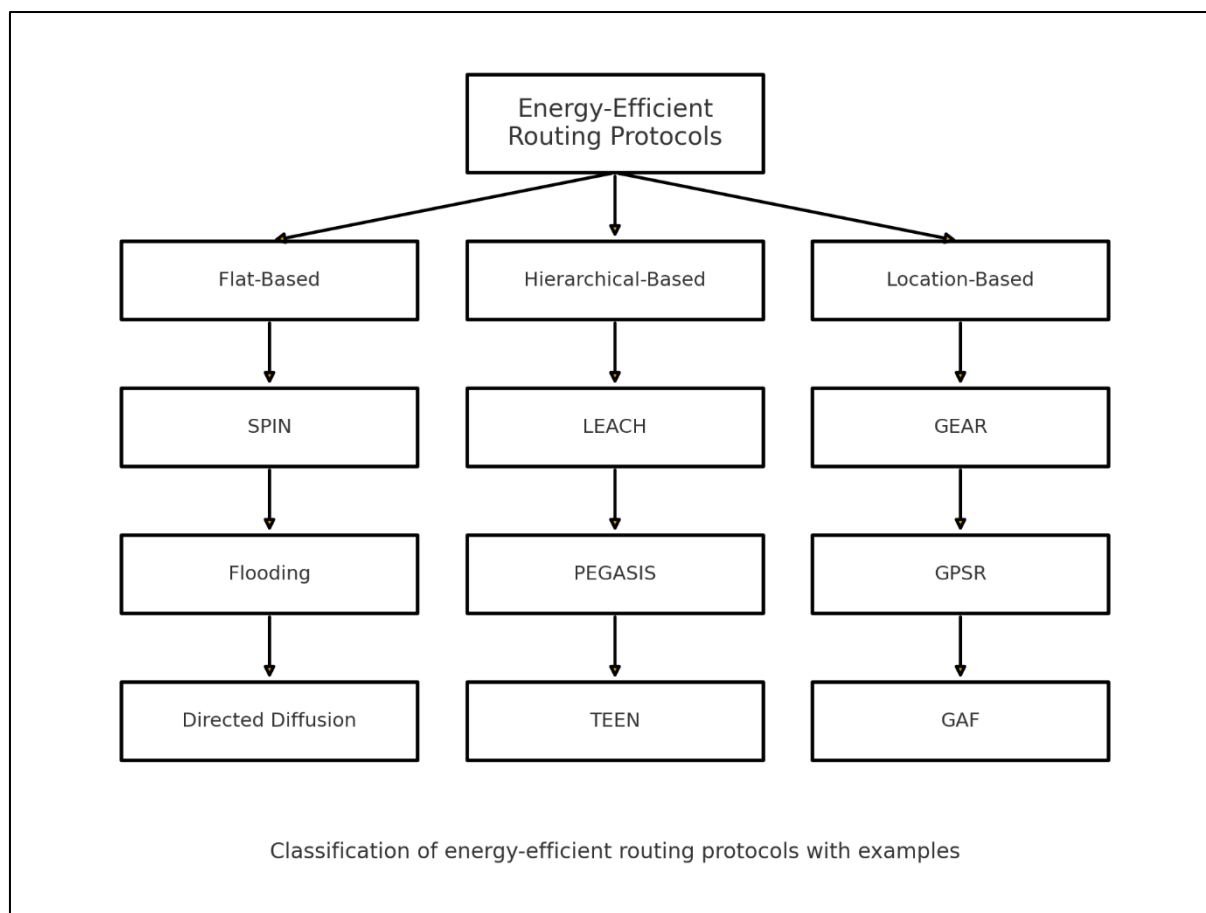 Energy-Efficient
Routing Protocols
Flat-Based
Hierarchical-Based
Location-Based
SPIN
LEACH
GEAR
Flooding
PEGASIS
GPSR
Directed Diffusion
TEEN
GAF
Classification of energy-efficient routing protocols with examples